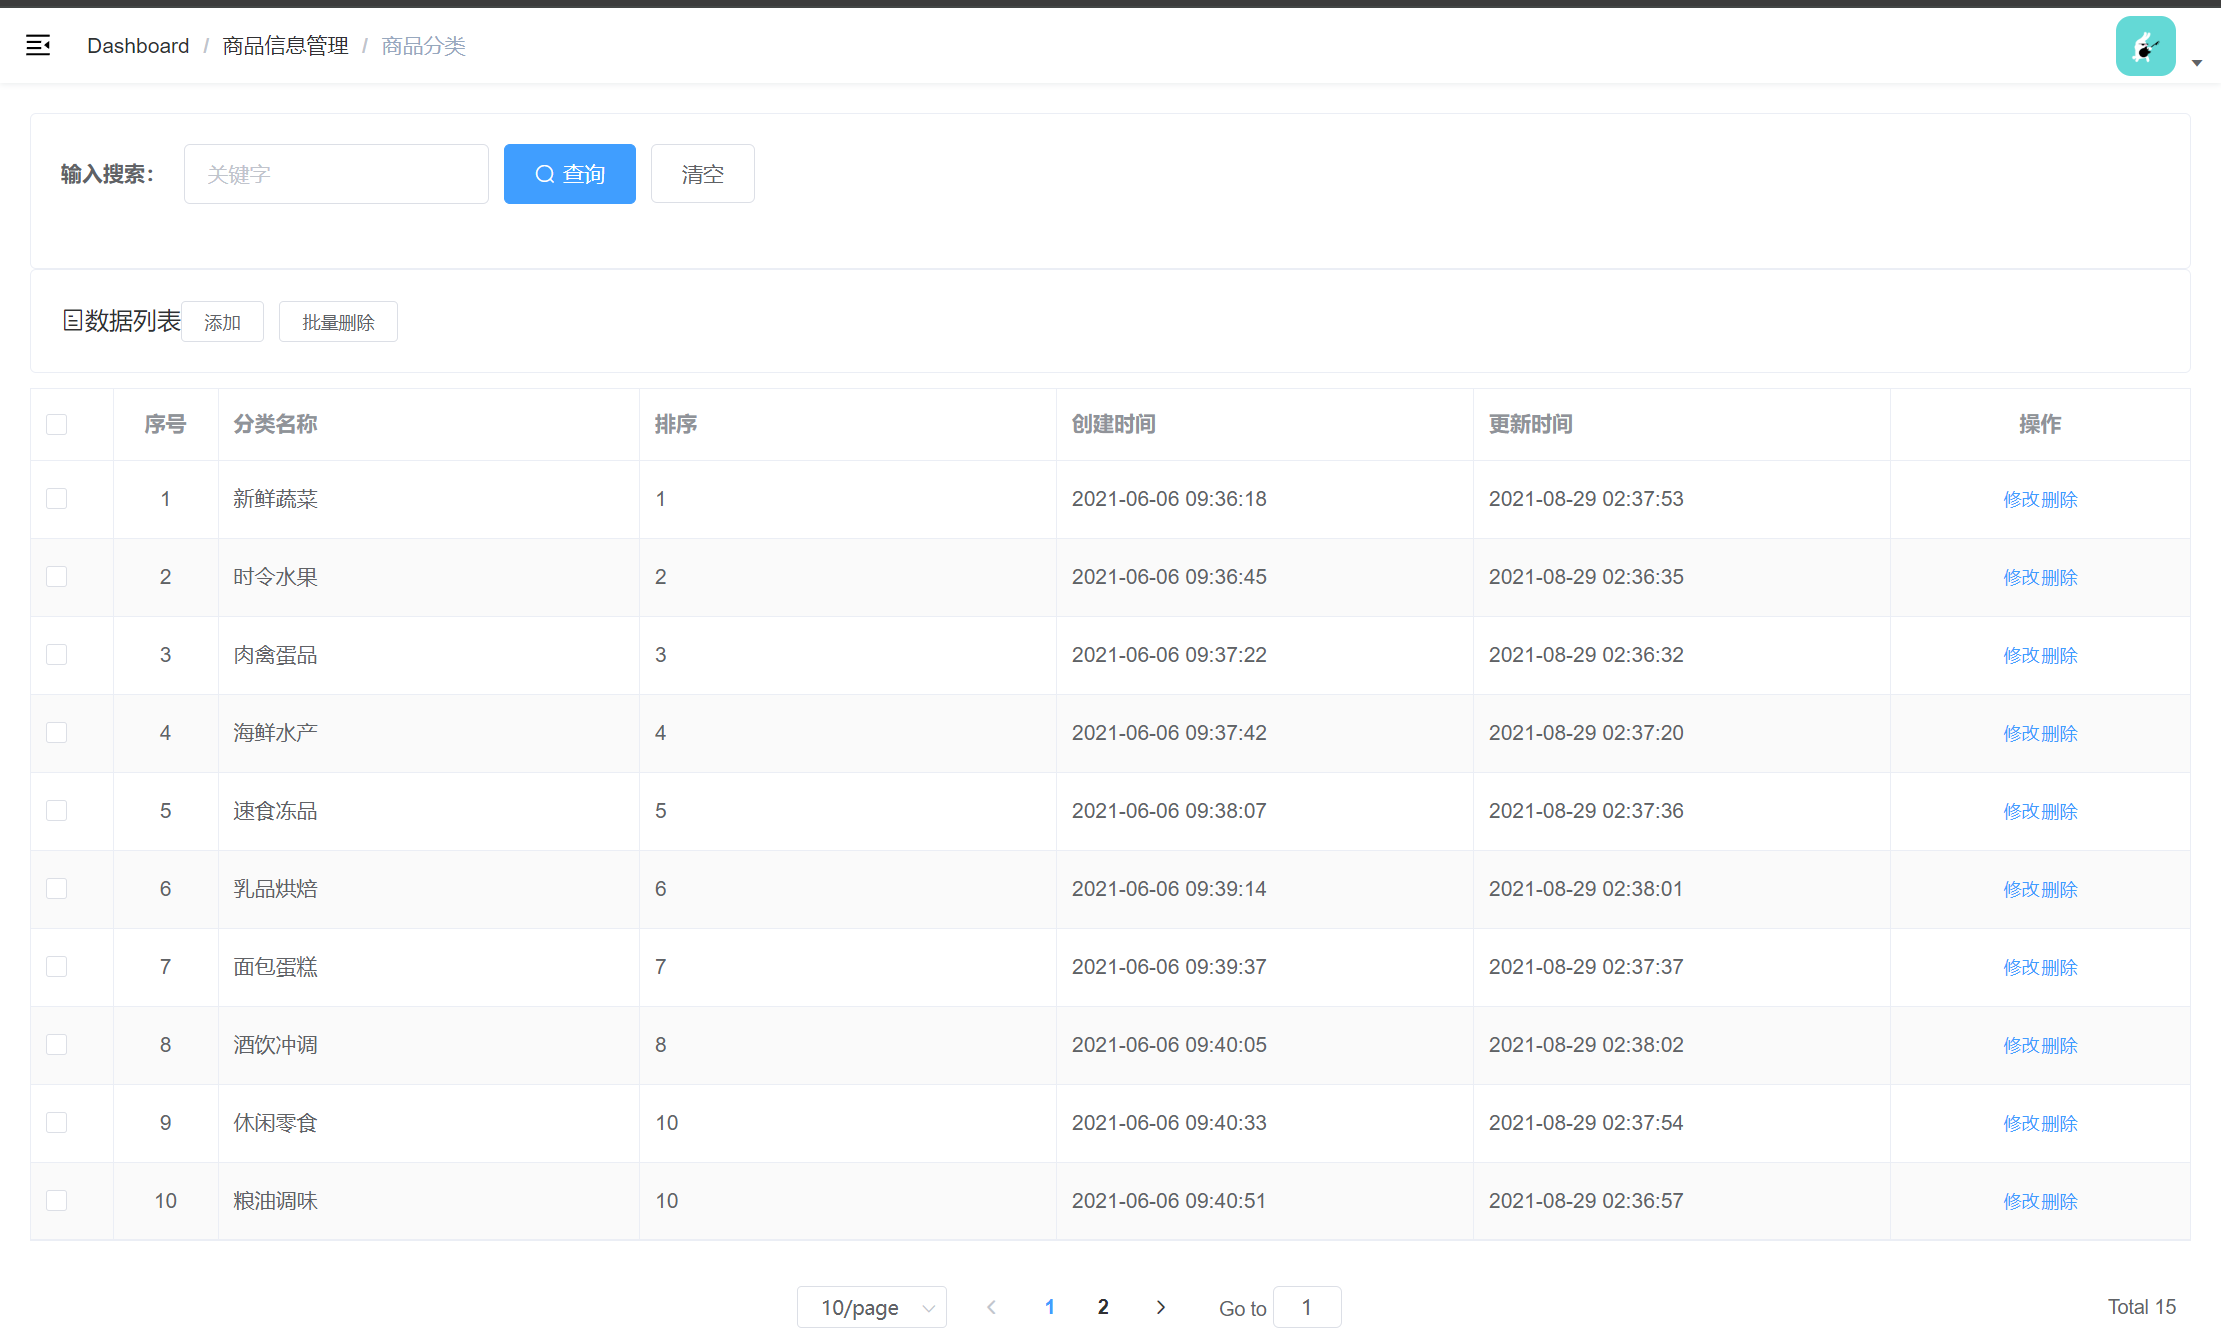 Dashboard / 商品信息管理 / 商品分类
输入搜索： 关键字 查询 清空
数据列表 添加 批量删除
序号 分类名称 排序 创建时间 更新时间 操作
1 新鲜蔬菜 1 2021-06-06 09:36:18 2021-08-29 02:37:53 修改删除
2 时令水果 2 2021-06-06 09:36:45 2021-08-29 02:36:35 修改删除
3 肉禽蛋品 3 2021-06-06 09:37:22 2021-08-29 02:36:32 修改删除
4 海鲜水产 4 2021-06-06 09:37:42 2021-08-29 02:37:20 修改删除
5 速食冻品 5 2021-06-06 09:38:07 2021-08-29 02:37:36 修改删除
6 乳品烘焙 6 2021-06-06 09:39:14 2021-08-29 02:38:01 修改删除
7 面包蛋糕 7 2021-06-06 09:39:37 2021-08-29 02:37:37 修改删除
8 酒饮冲调 8 2021-06-06 09:40:05 2021-08-29 02:38:02 修改删除
9 休闲零食 10 2021-06-06 09:40:33 2021-08-29 02:37:54 修改删除
10 粮油调味 10 2021-06-06 09:40:51 2021-08-29 02:36:57 修改删除
10/page 1 2 Go to 1 Total 15